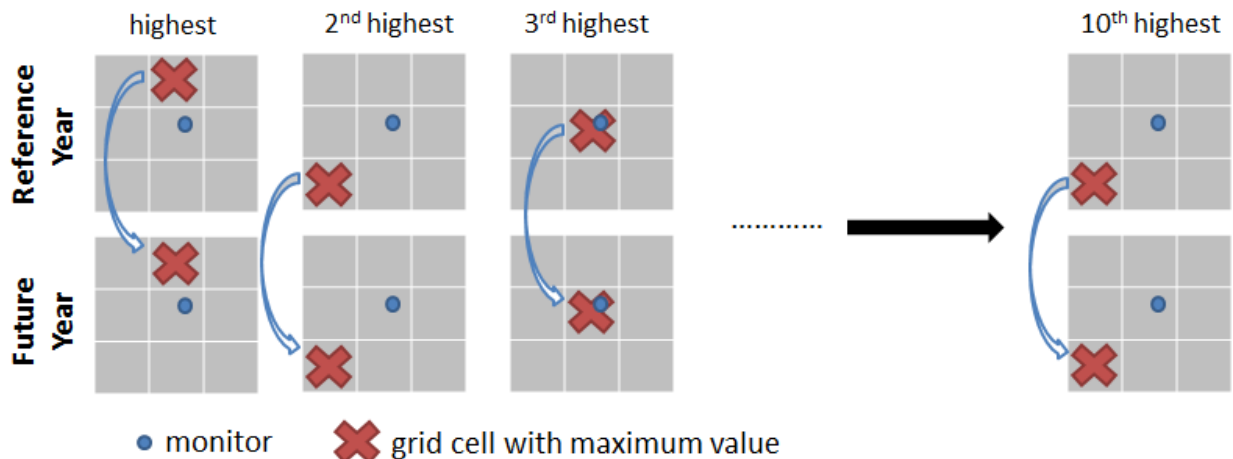 highest
2nd highest
3rd highest
10th highest
Reference
Year
............
Future
Year
monitor
grid cell with maximum value